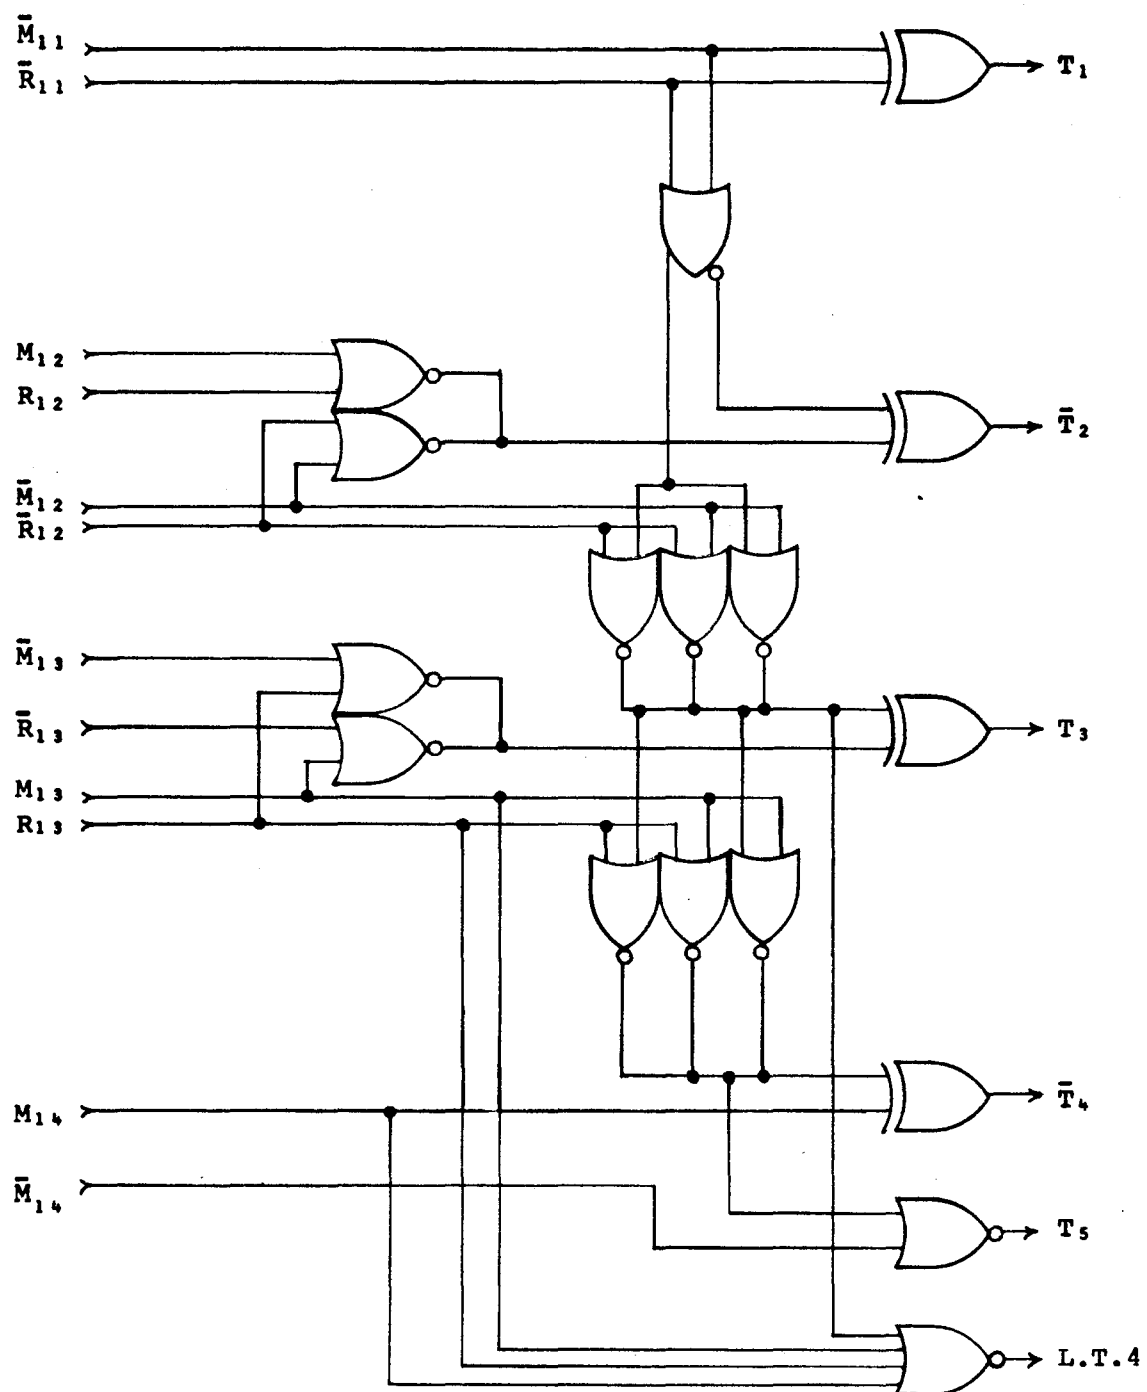 M̄₁₁
R̄₁₁
T₁
M₁₂
R₁₂
T̄₂
M̄₁₂
R̄₁₂
M̄₁₃
R̄₁₃
T₃
M₁₃
R₁₃
T̄₄
M₁₄
M̄₁₄
T₅
L.T.4